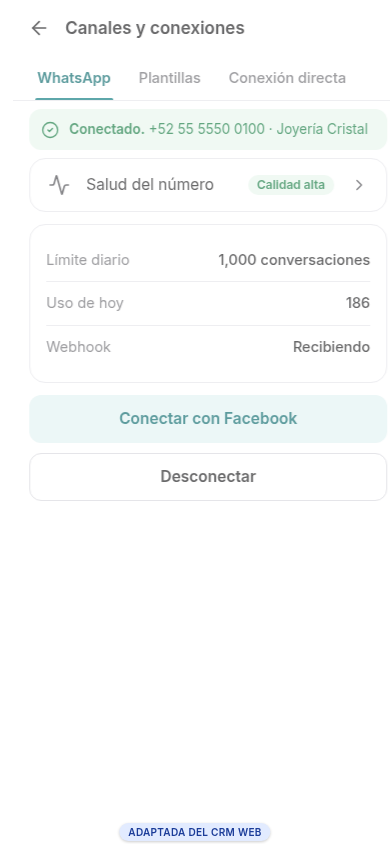 Canales y conexiones
WhatsApp Plantillas Conexión directa
Conectado. +52 55 5550 0100 · Joyería Cristal
Salud del número Calidad alta
Límite diario 1,000 conversaciones
Uso de hoy 186
Webhook Recibiendo
Conectar con Facebook
Desconectar
ADAPTADA DEL CRM WEB